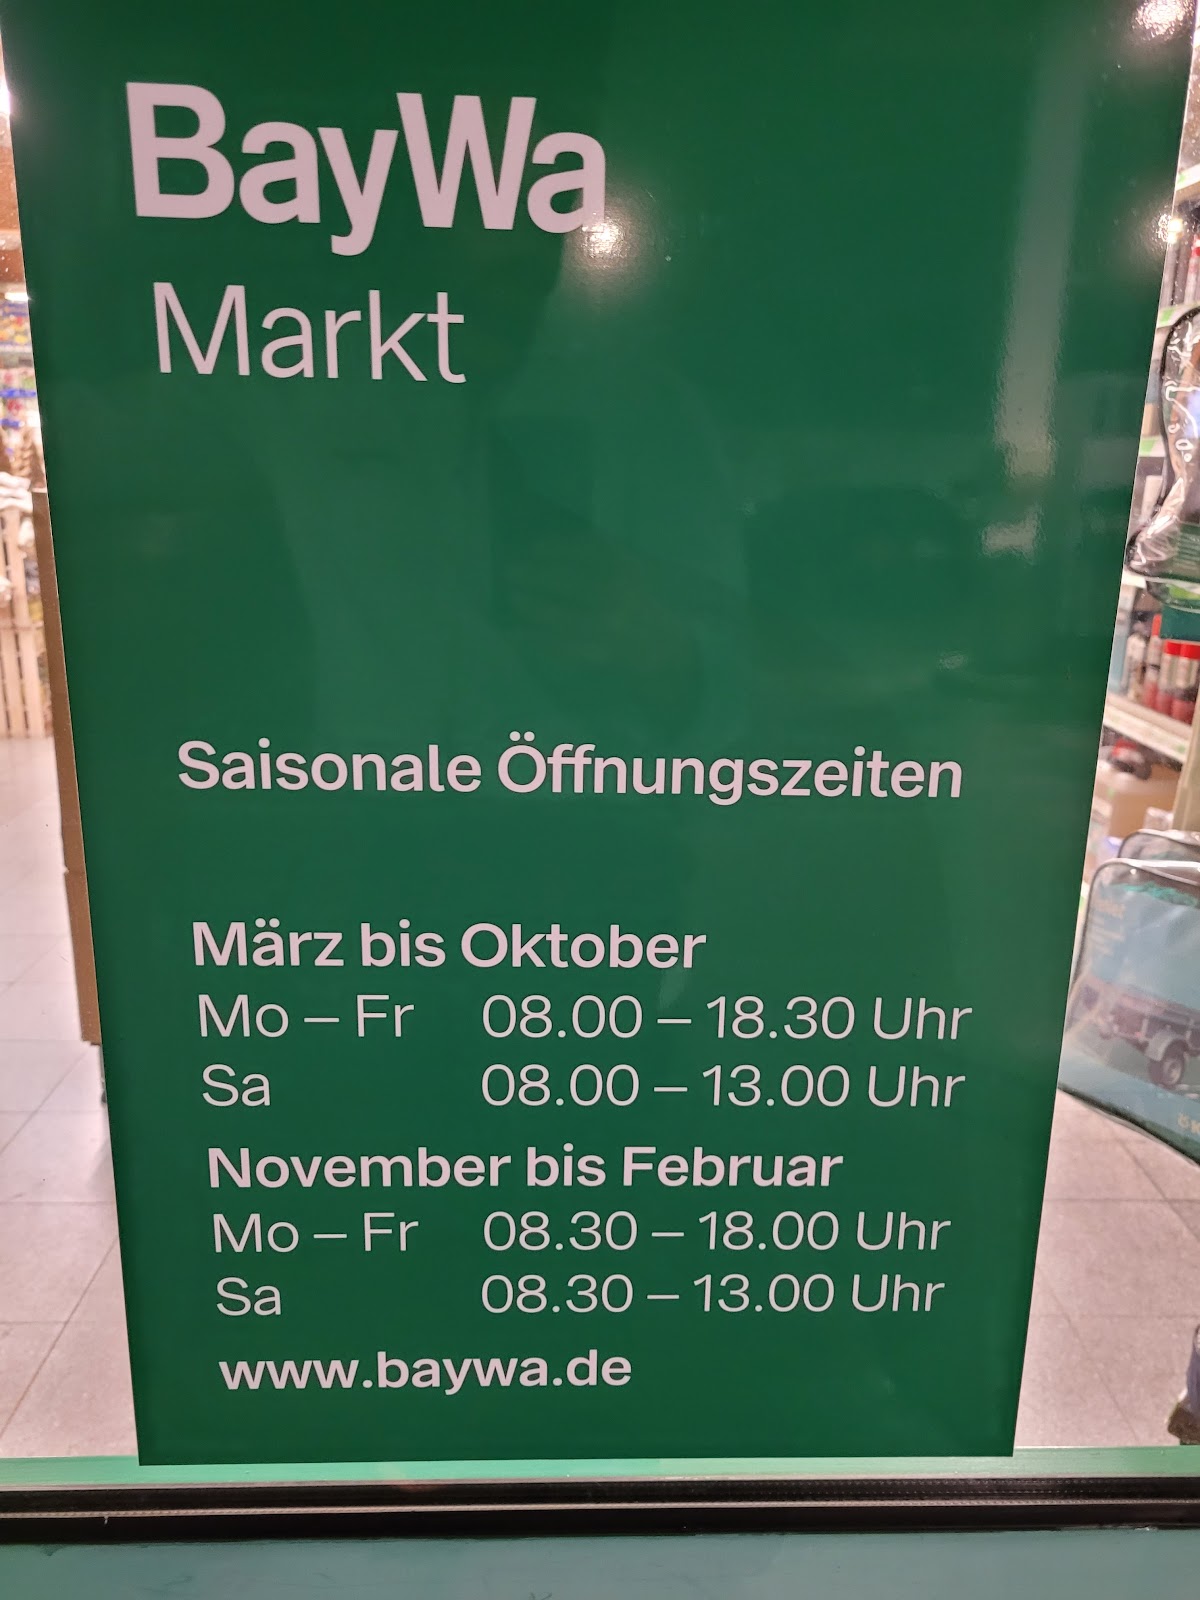 BayWa
Markt
Saisonale Öffnungszeiten
März bis Oktober
Mo – Fr 08.00 – 18.30 Uhr
Sa 08.00 – 13.00 Uhr
November bis Februar
Mo – Fr 08.30 – 18.00 Uhr
Sa 08.30 – 13.00 Uhr
www.baywa.de